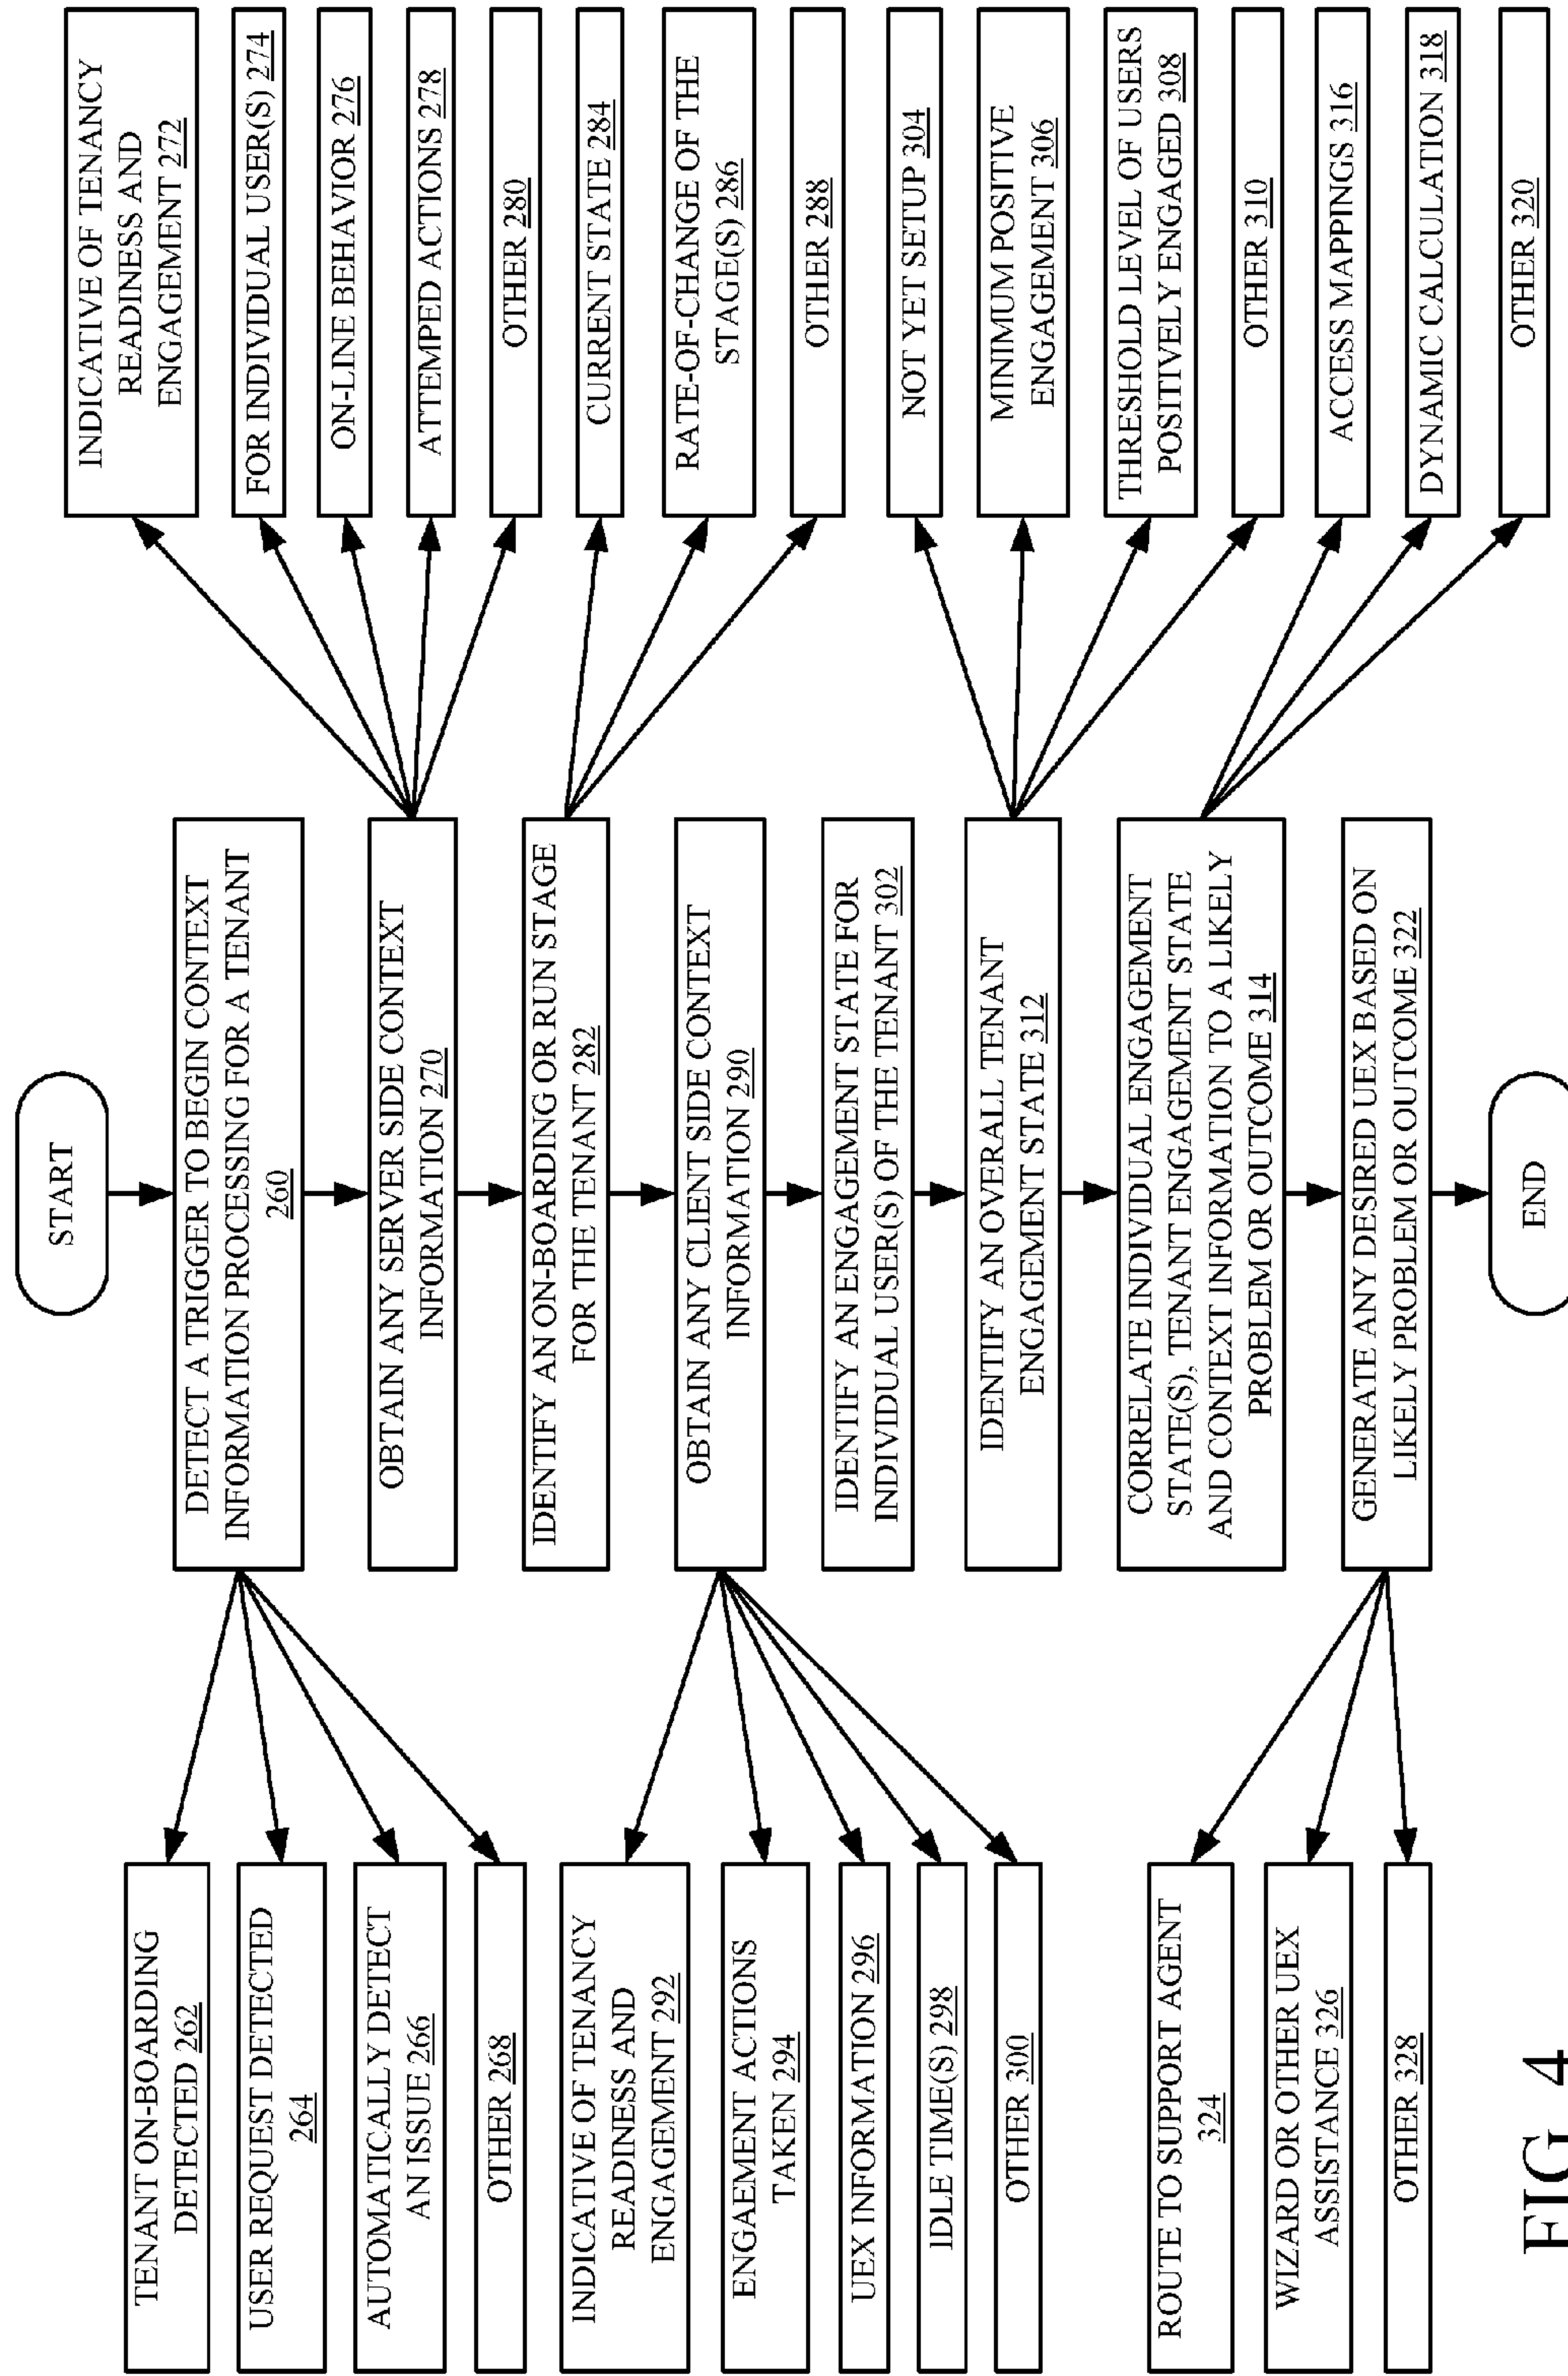 START
DETECT A TRIGGER TO BEGIN CONTEXT
INFORMATION PROCESSING FOR A TENANT
260
TENANT ON-BOARDING
DETECTED 262
USER REQUEST DETECTED
264
AUTOMATICALLY DETECT
AN ISSUE 266
OTHER 268
OBTAIN ANY SERVER SIDE CONTEXT
INFORMATION 270
INDICATIVE OF TENANCY
READINESS AND
ENGAGEMENT 272
FOR INDIVIDUAL USER(S) 274
ON-LINE BEHAVIOR 276
ATTEMPED ACTIONS 278
OTHER 280
IDENTIFY AN ON-BOARDING OR RUN STAGE
FOR THE TENANT 282
CURRENT STATE 284
RATE-OF-CHANGE OF THE
STAGE(S) 286
OTHER 288
OBTAIN ANY CLIENT SIDE CONTEXT
INFORMATION 290
INDICATIVE OF TENANCY
READINESS AND
ENGAGEMENT 292
ENGAEMENT ACTIONS
TAKEN 294
UEX INFORMATION 296
IDLE TIME(S) 298
OTHER 300
IDENTIFY AN ENGAGEMENT STATE FOR
INDIVIDUAL USER(S) OF THE TENANT 302
IDENTIFY AN OVERALL TENANT
ENGAGEMENT STATE 312
NOT YET SETUP 304
MINIMUM POSITIVE
ENGAGEMENT 306
THRESHOLD LEVEL OF USERS
POSITIVELY ENGAGED 308
OTHER 310
CORRELATE INDIVIDUAL ENGAGEMENT
STATE(S), TENANT ENGAGEMENT STATE
AND CONTEXT INFORMATION TO A LIKELY
PROBLEM OR OUTCOME 314
ACCESS MAPPINGS 316
DYNAMIC CALCULATION 318
OTHER 320
GENERATE ANY DESIRED UEX BASED ON
LIKELY PROBLEM OR OUTCOME 322
ROUTE TO SUPPORT AGENT
324
WIZARD OR OTHER UEX
ASSISTANCE 326
OTHER 328
END
FIG. 4